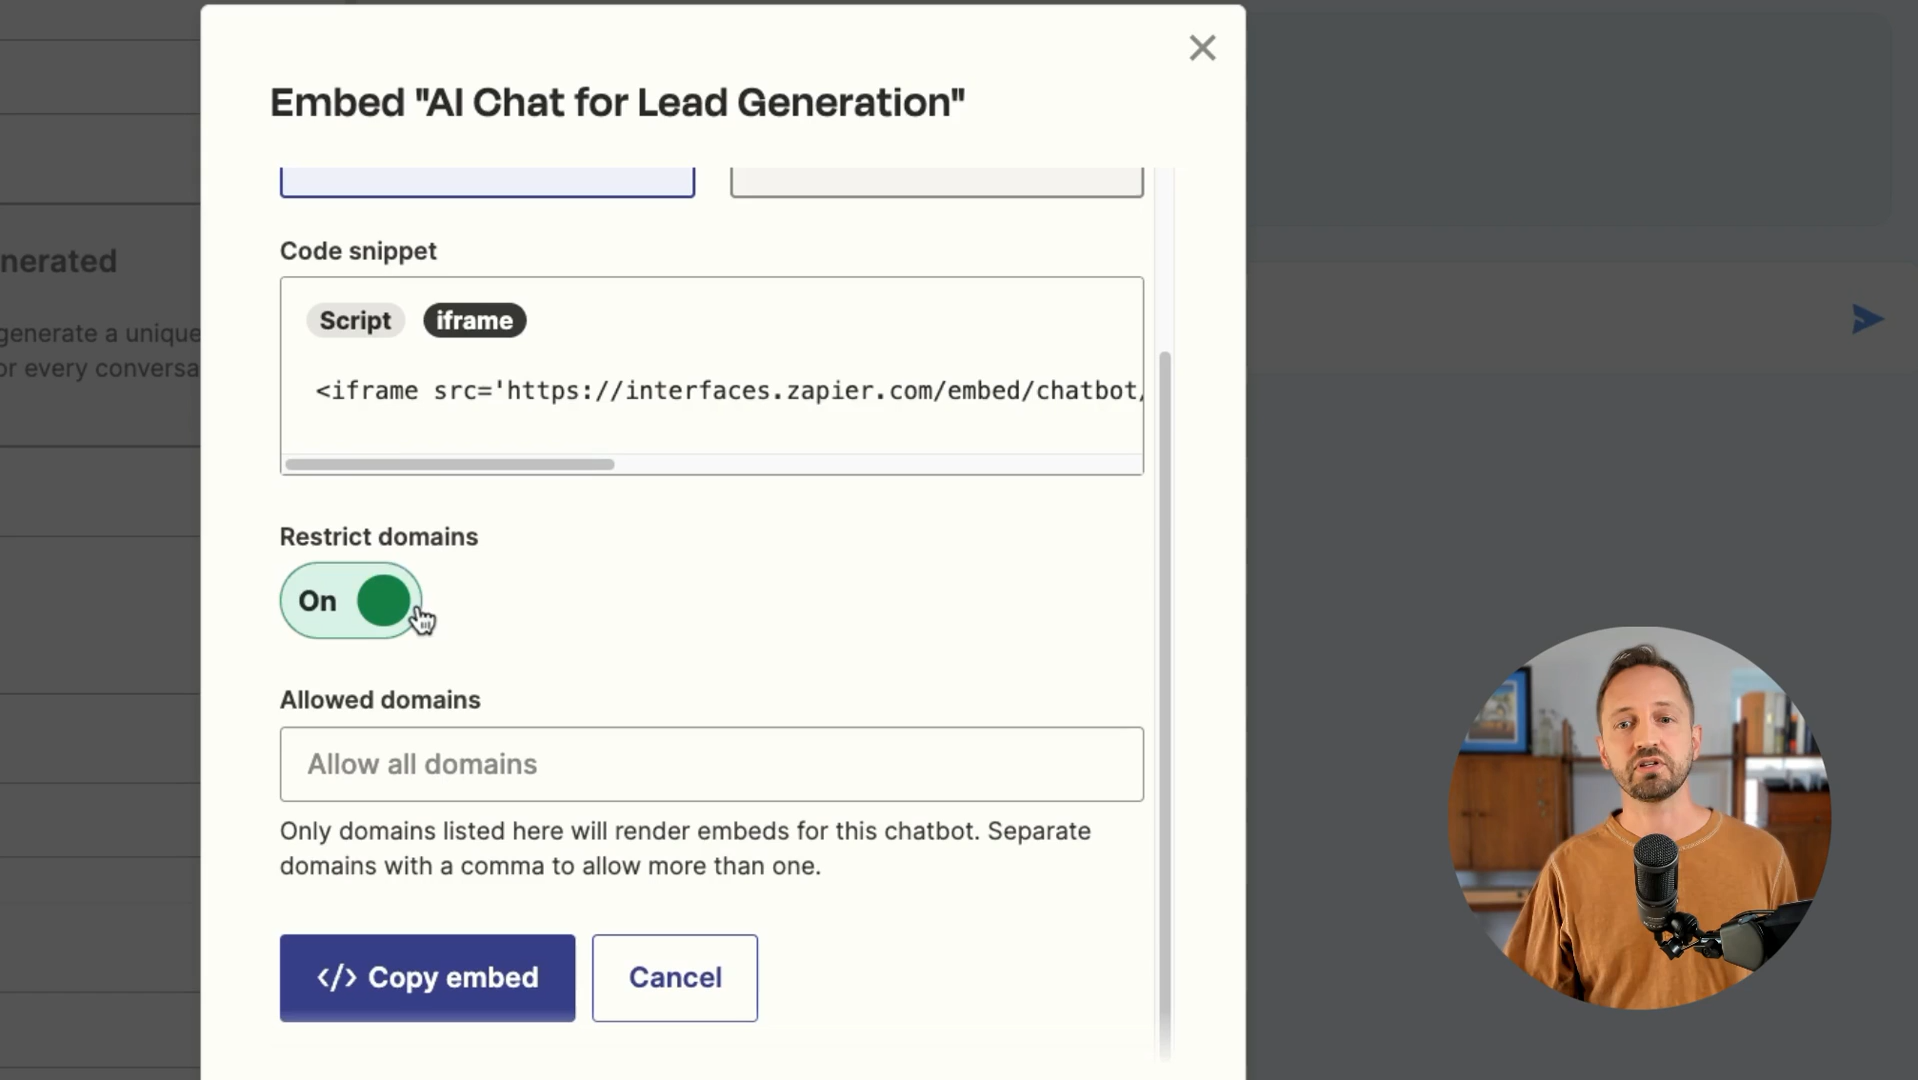 Embed "AI Chat for Lead Generation"
Code snippet
Script iframe
<iframe src='https://interfaces.zapier.com/embed/chatbot/
nerated
generate a unique
or every conversa
Restrict domains
On
Allowed domains
Allow all domains
Only domains listed here will render embeds for this chatbot. Separate
domains with a comma to allow more than one.
</> Copy embed
Cancel